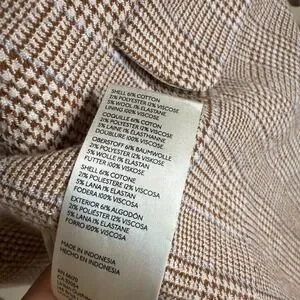 SHELL 61% COTTON
21% POLYESTER 12% VISCOSE
5% WOOL 1% ELASTANE
LINING 100% VISCOSE
COQUILLE 61% COTON
21% POLYESTER 12% VISCOSE
5% LAINE 1% ELASTHANNE
DOUBLURE 100% VISCOSE
OBERSTOFF 61% BAUMWOLLE
21% POLYESTER 12% VISKOSE
5% WOLLE 1% ELASTAN
FUTTER 100% VISKOSE
SHELL 61% COTONE
21% POLIESTERE 12% VISCOSA
5% LANA 1% ELASTAN
FODERA 100% VISCOSA
EXTERIOR 61% ALGODÓN
21% POLIÉSTER 12% VISCOSA
5% LANA 1% ELASTAN
FORRO 100% VISCOSA
MADE IN INDONESIA
HECHO EN INDONESIA